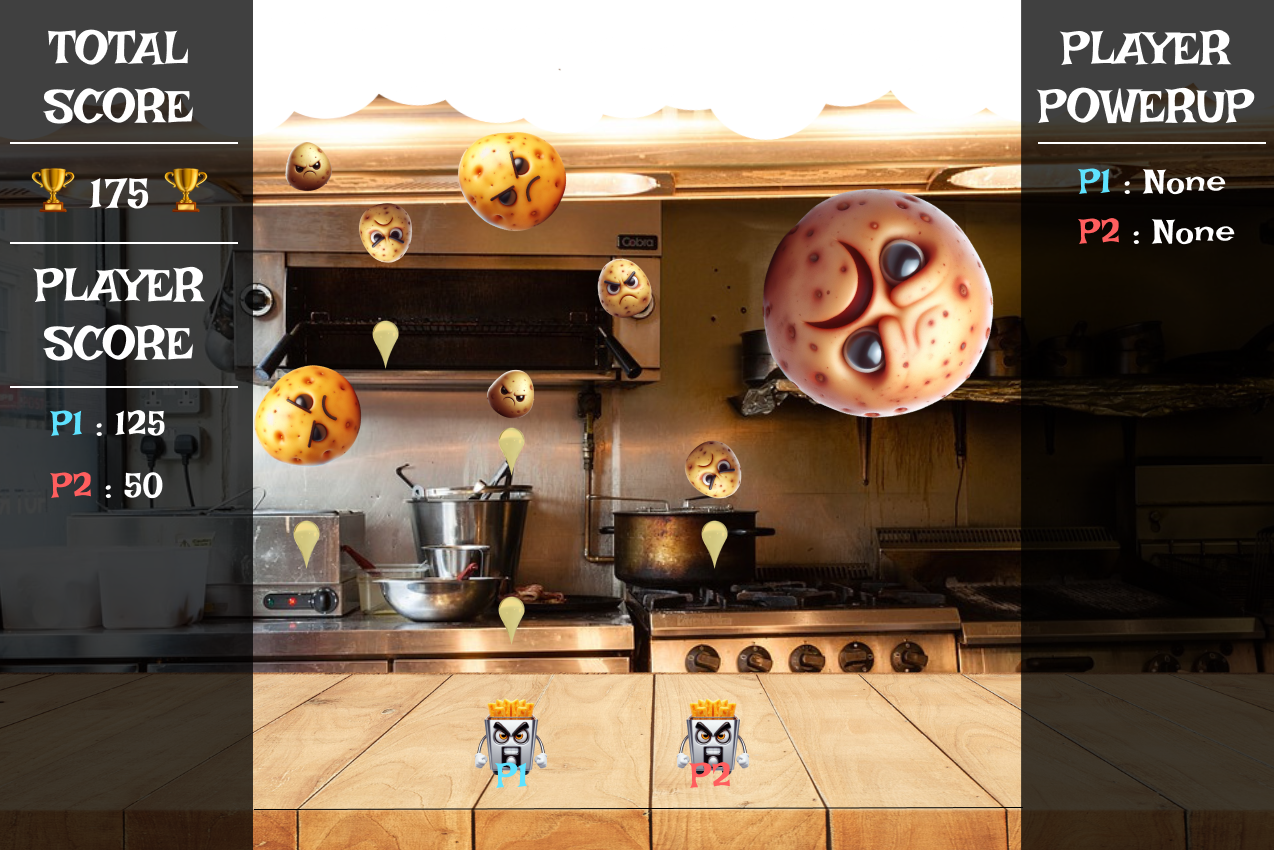 TOTAL
SCORE
175
PLAYER
SCORE
P1 : 125
P2 : 50
Cobra
P1
P2
PLAYER
POWERUP
P1 : None
P2 : None